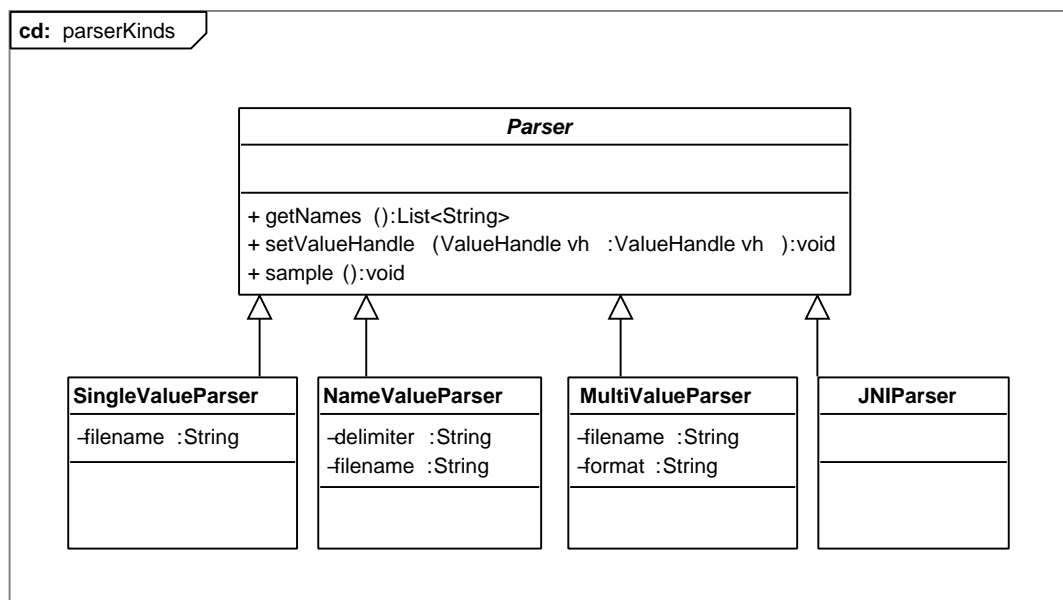 cd: parserKinds
Parser
+ getNames ():List<String>
+ setValueHandle (ValueHandle vh :ValueHandle vh ):void
+ sample ():void
SingleValueParser
-filename :String
NameValueParser
-delimiter :String
-filename :String
MultiValueParser
-filename :String
-format :String
JNIParser